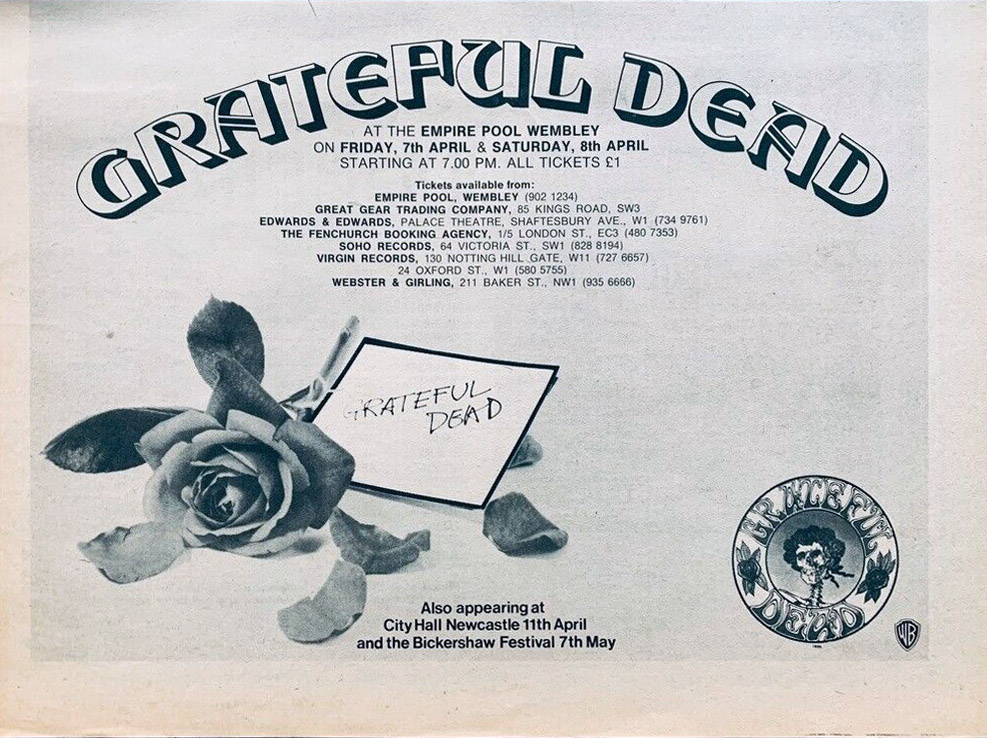 GRATEFUL DEAD
AT THE EMPIRE POOL WEMBLEY
ON FRIDAY, 7th APRIL & SATURDAY, 8th APRIL
STARTING AT 7.00 PM. ALL TICKETS £1
Tickets available from:
EMPIRE POOL, WEMBLEY (902 1234)
GREAT GEAR TRADING COMPANY, 85 KINGS ROAD, SW3
EDWARDS & EDWARDS, PALACE THEATRE, SHAFTESBURY AVE., W1 (734 9761)
THE FENCHURCH BOOKING AGENCY, 1/5 LONDON ST., EC3 (480 7353)
SOHO RECORDS, 64 VICTORIA ST., SW1 (828 8194)
VIRGIN RECORDS, 130 NOTTING HILL GATE, W11 (727 6657)
24 OXFORD ST., W1 (580 5755)
WEBSTER & GIRLING, 211 BAKER ST., NW1 (935 6666)
GRATEFUL
DEAD
GRATEFUL
DEAD
WB
Also appearing at
City Hall Newcastle 11th April
and the Bickershaw Festival 7th May